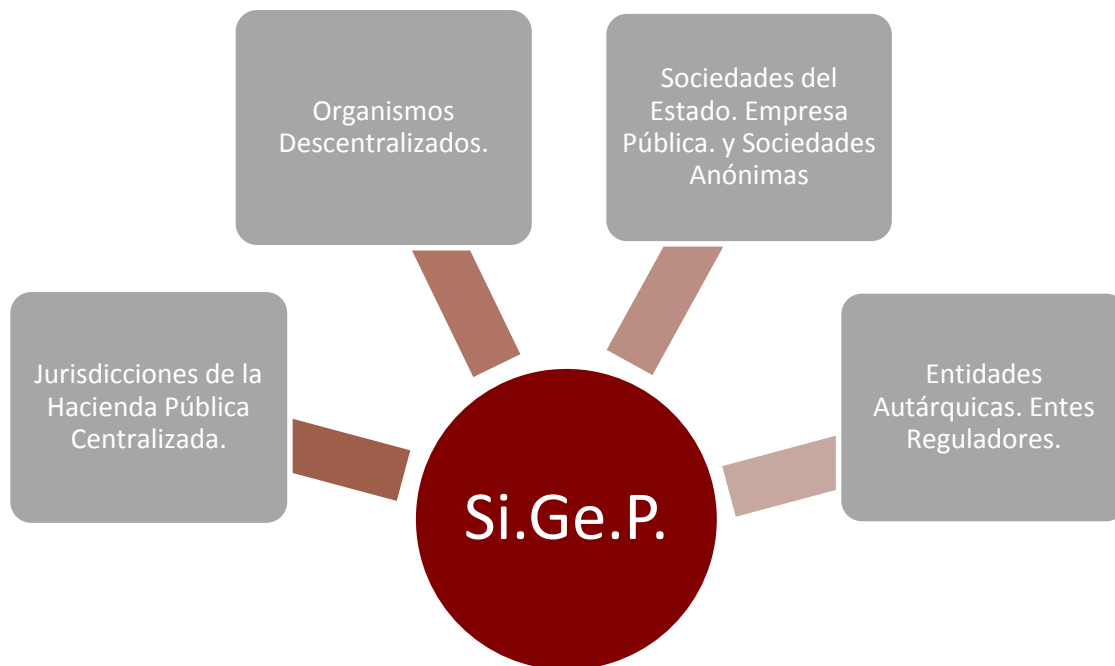 Organismos
Descentralizados.
Sociedades del
Estado. Empresa
Pública. y Sociedades
Anónimas
Jurisdicciones de la
Hacienda Pública
Centralizada.
Entidades
Autárquicas. Entes
Reguladores.
Si.Ge.P.